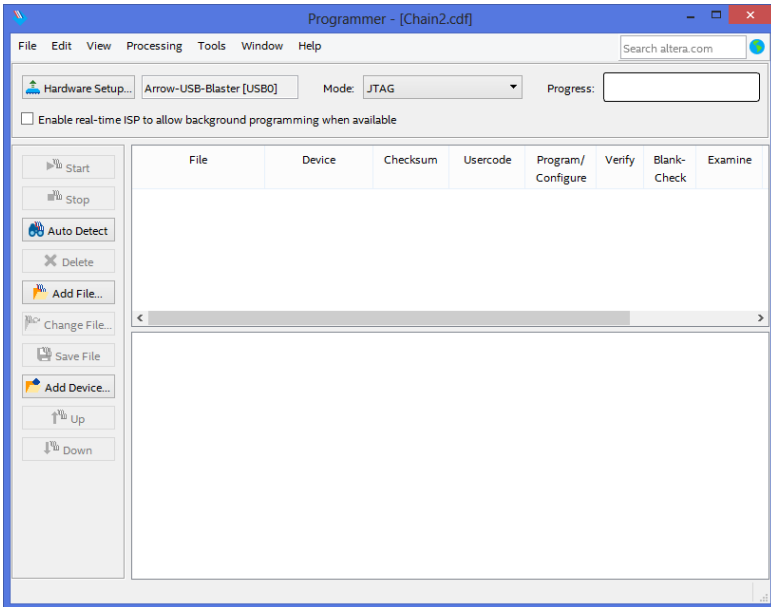 Programmer - [Chain2.cdf]
File Edit View Processing Tools Window Help
Search altera.com
Hardware Setup... Arrow-USB-Blaster [USB0] Mode: JTAG Progress:
Enable real-time ISP to allow background programming when available
Start
Stop
Auto Detect
Delete
Add File...
Change File...
Save File
Add Device...
Up
Down
File Device Checksum Usercode Program/ Verify Blank- Examine
Configure Check